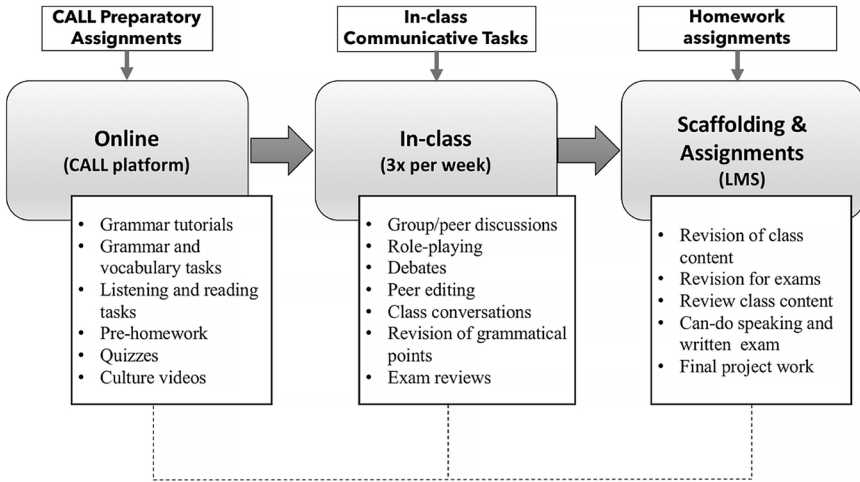 CALL Preparatory
Assignments
In-class
Communicative Tasks
Homework
assignments
Online
(CALL platform)
In-class
(3x per week)
Scaffolding &
Assignments
(LMS)
• Grammar tutorials
• Grammar and
vocabulary tasks
• Listening and reading
tasks
• Pre-homework
• Quizzes
• Culture videos
• Group/peer discussions
• Role-playing
• Debates
• Peer editing
• Class conversations
• Revision of grammatical
points
• Exam reviews
• Revision of class
content
• Revision for exams
• Review class content
• Can-do speaking and
written exam
• Final project work